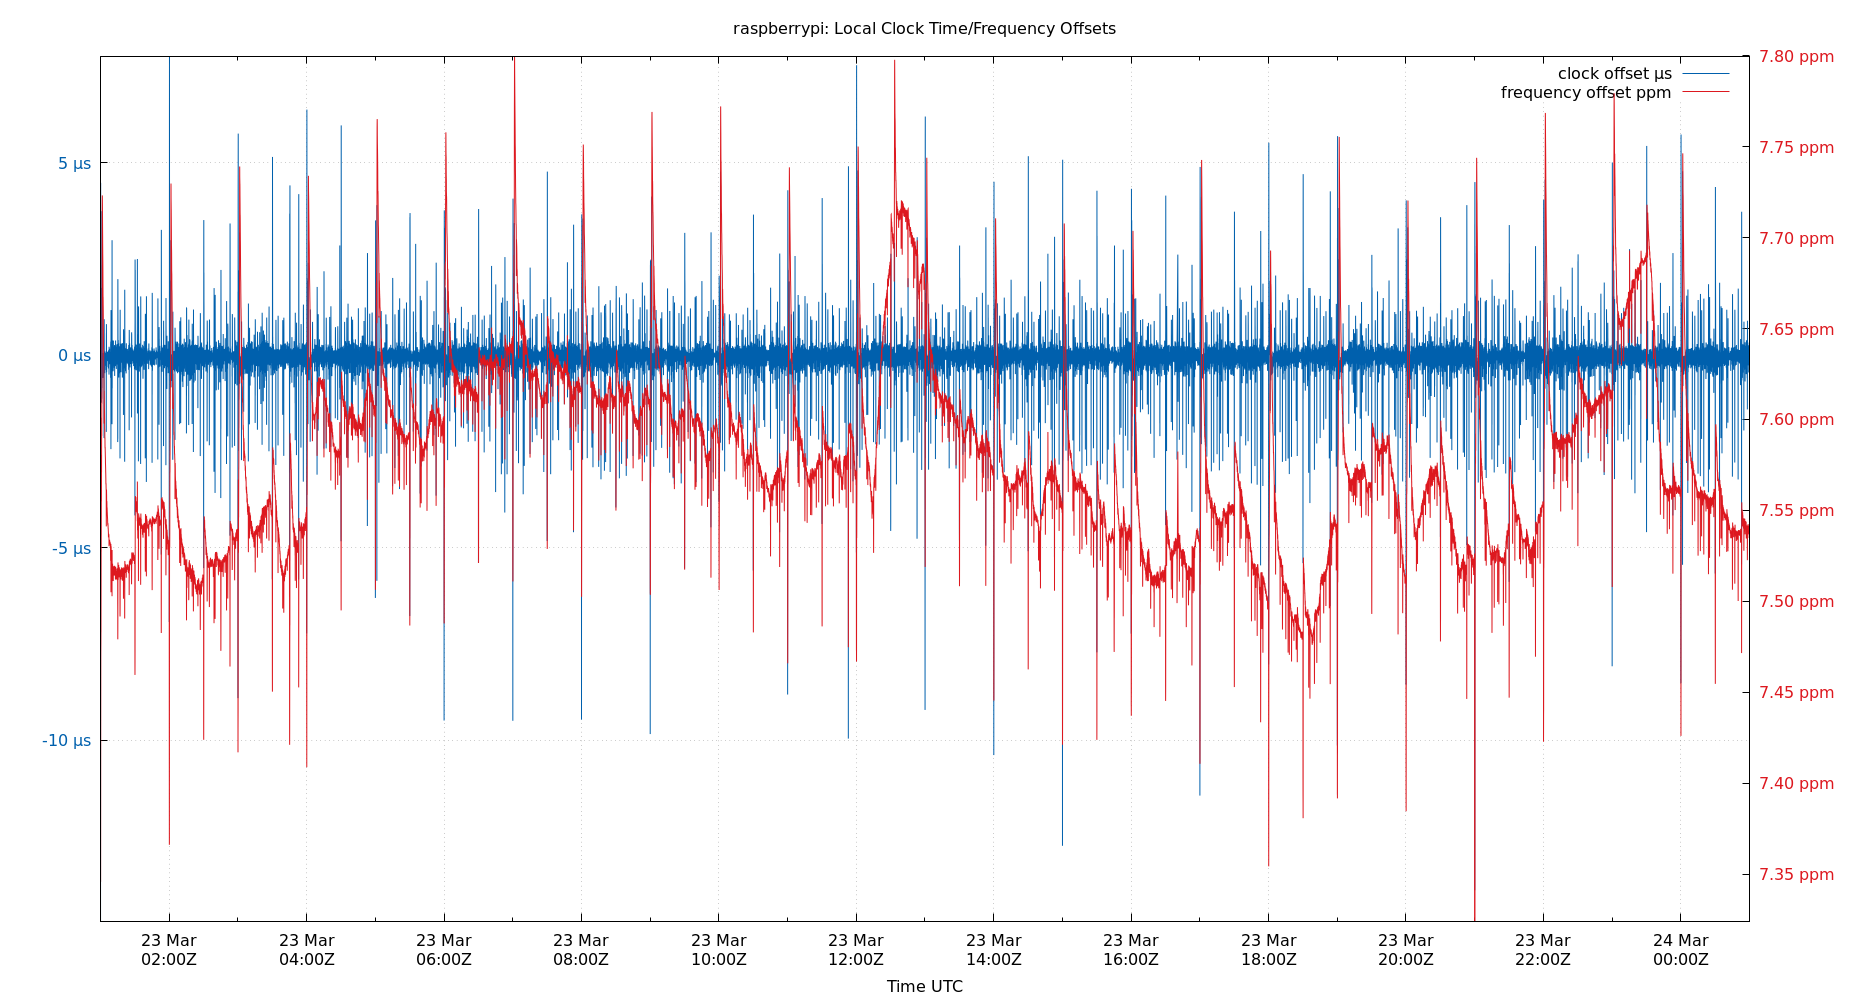 raspberrypi: Local Clock Time/Frequency Offsets
clock offset µs
frequency offset ppm
5 µs
0 µs
-5 µs
-10 µs
7.80 ppm
7.75 ppm
7.70 ppm
7.65 ppm
7.60 ppm
7.55 ppm
7.50 ppm
7.45 ppm
7.40 ppm
7.35 ppm
23 Mar 23 Mar 23 Mar 23 Mar 23 Mar 23 Mar 23 Mar 23 Mar 23 Mar 23 Mar 23 Mar 24 Mar
02:00Z 04:00Z 06:00Z 08:00Z 10:00Z 12:00Z 14:00Z 16:00Z 18:00Z 20:00Z 22:00Z 00:00Z
Time UTC